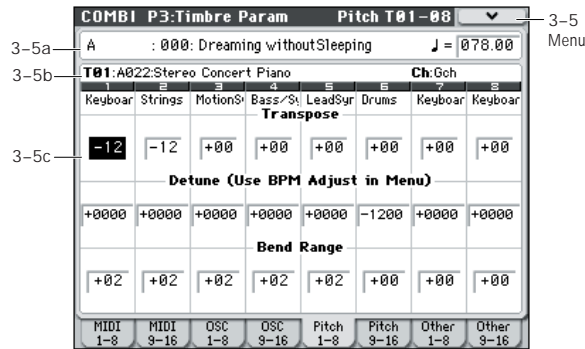 COMBI P3:Timbre Param Pitch T01-08
3-5
Menu
3-5a
A :000: Dreaming withoutSleeping ♩= 078.00
3-5b
T01:A022:Stereo Concert Piano Ch:Gch
1 2 3 4 5 6 7 8
Keyboar Strings MotionS Bass/Sy LeadSyr Drums Keyboar Keyboar
Transpose
3-5c
-12 -12 +00 +00 +00 +00 +00 +00
Detune (Use BPM Adjust in Menu)
+0000 +0000 +0000 +0000 +0000 -1200 +0000 +0000
Bend Range
+02 +02 +02 +02 +02 +00 +00 +00
MIDI 1-8 MIDI 9-16 OSC 1-8 OSC 9-16 Pitch 1-8 Pitch 9-16 Other 1-8 Other 9-16